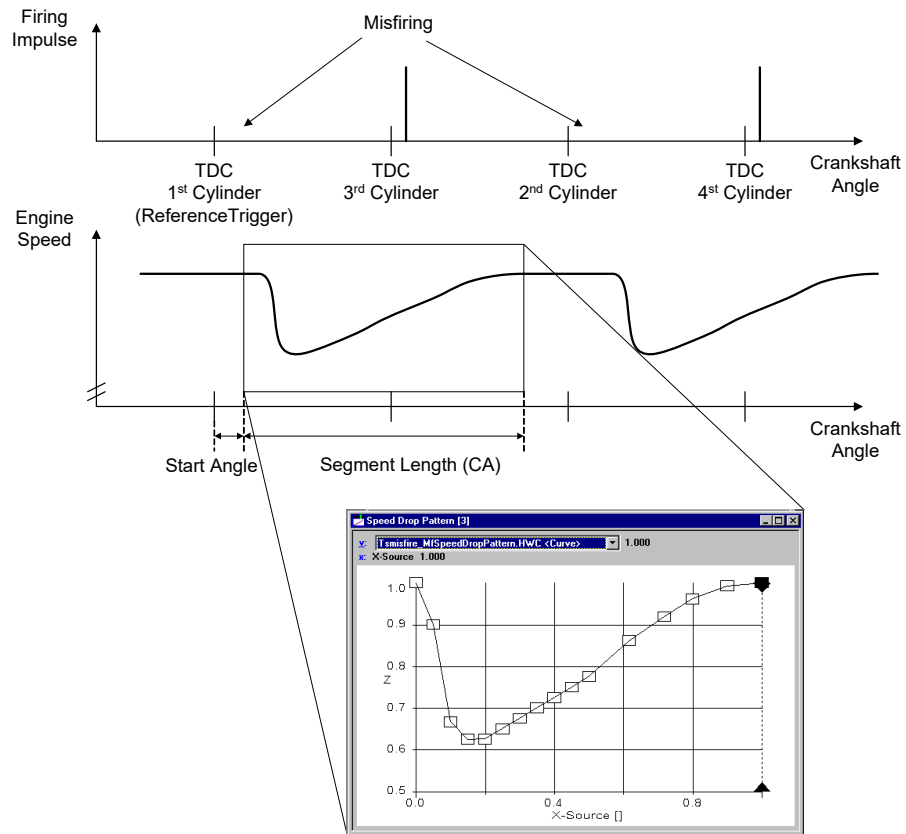 Firing
Impulse
Misfiring
TDC
1st Cylinder
(ReferenceTrigger)
TDC
3rd Cylinder
TDC
2nd Cylinder
TDC
4st Cylinder
Crankshaft
Angle
Engine
Speed
Start Angle
Segment Length (CA)
Crankshaft
Angle
Speed Drop Pattern [3]
y: Tsmisfire_MfSpeedDropPattern.HWC <Curve> 1.000
x: X-Source 1.000
1.0
0.9
0.8
Z
0.7
0.6
0.5
0.0 0.4 0.8
X-Source []